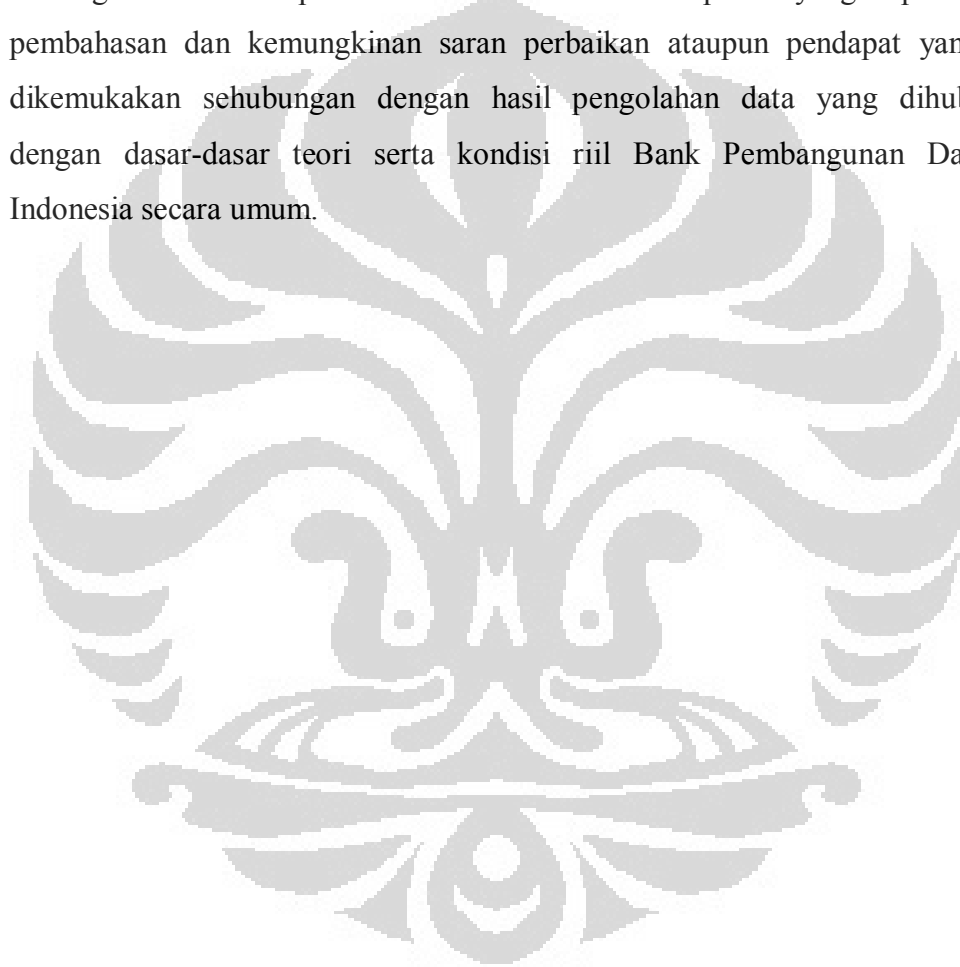 pembahasan dan kemungkinan saran perbaikan ataupun pendapat yan
dikemukakan sehubungan dengan hasil pengolahan data yang dihub
dengan dasar-dasar teori serta kondisi riil Bank Pembangunan Da
Indonesia secara umum.